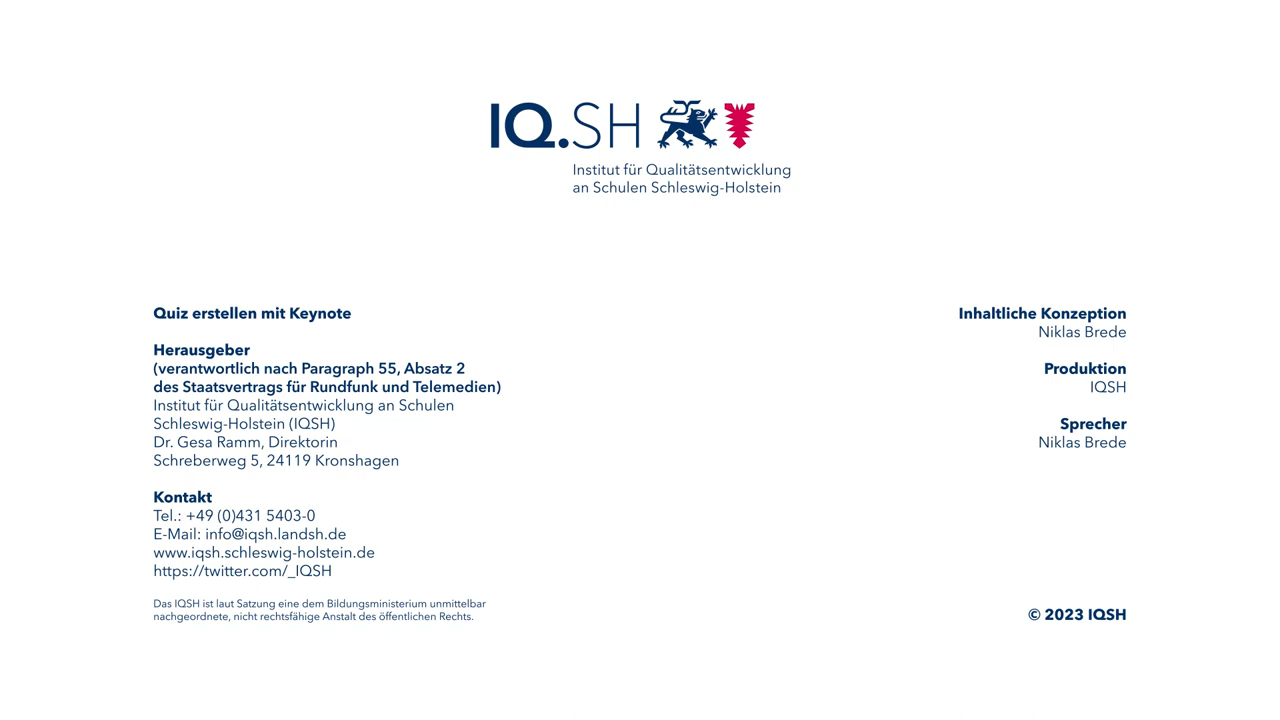 IQ.SH
Institut für Qualitätsentwicklung
an Schulen Schleswig-Holstein
Quiz erstellen mit Keynote
Herausgeber
(verantwortlich nach Paragraph 55, Absatz 2
des Staatsvertrags für Rundfunk und Telemedien)
Institut für Qualitätsentwicklung an Schulen
Schleswig-Holstein (IQSH)
Dr. Gesa Ramm, Direktorin
Schreberweg 5, 24119 Kronshagen
Kontakt
Tel.: +49 (0)431 5403-0
E-Mail: info@iqsh.landsh.de
www.iqsh.schleswig-holstein.de
https://twitter.com/_IQSH
Das IQSH ist laut Satzung eine dem Bildungsministerium unmittelbar
nachgeordnete, nicht rechtsfähige Anstalt des öffentlichen Rechts.
Inhaltliche Konzeption
Niklas Brede
Produktion
IQSH
Sprecher
Niklas Brede
© 2023 IQSH